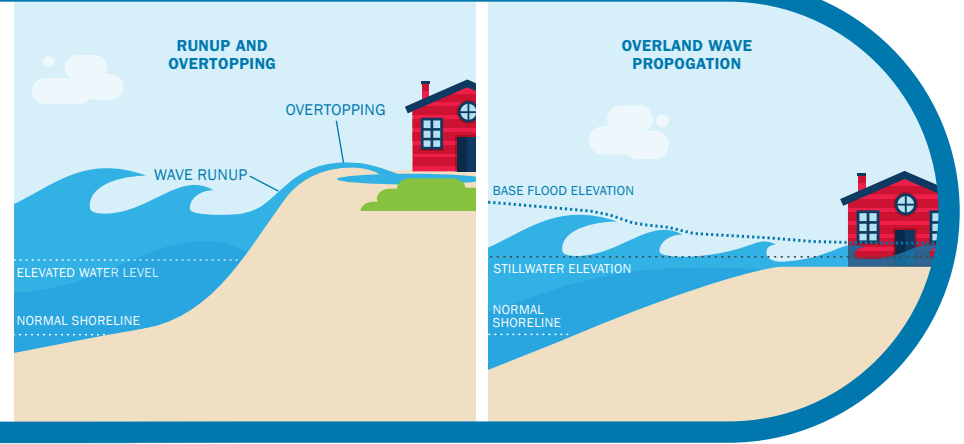 RUNUP AND
OVERTOPPING
OVERTOPPING
WAVE RUNUP
ELEVATED WATER LEVEL
NORMAL SHORELINE
OVERLAND WAVE
PROPOGATION
BASE FLOOD ELEVATION
STILLWATER ELEVATION
NORMAL
SHORELINE